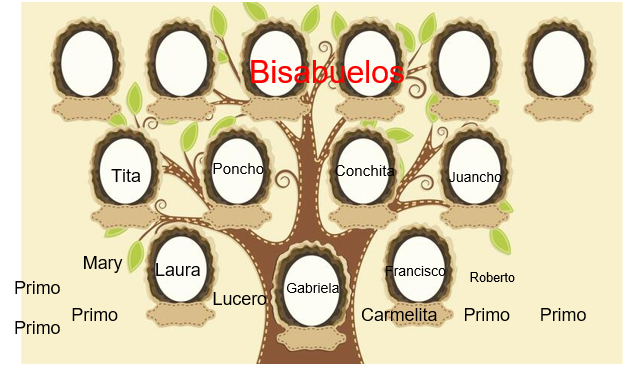 Bisabuelos
Tita
Poncho
Conchita
Juancho
Mary
Laura
Francisco
Roberto
Primo
Lucero
Gabriela
Primo
Carmelita
Primo
Primo
Primo